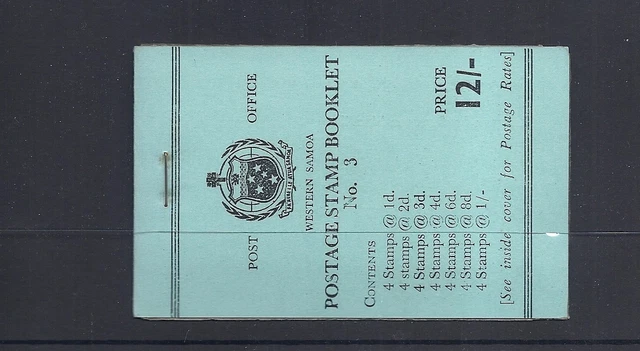 POST OFFICE
WESTERN SAMOA
POSTAGE STAMP BOOKLET
No. 3
PRICE
12/-
CONTENTS
4 Stamps @ 1d.
4 stamps @ 2d.
4 Stamps @ 3d.
4 Stamps @ 4d.
4 Stamps @ 6d.
4 Stamps @ 8d.
4 Stamps @ 1/-
[See inside cover for Postage Rates]